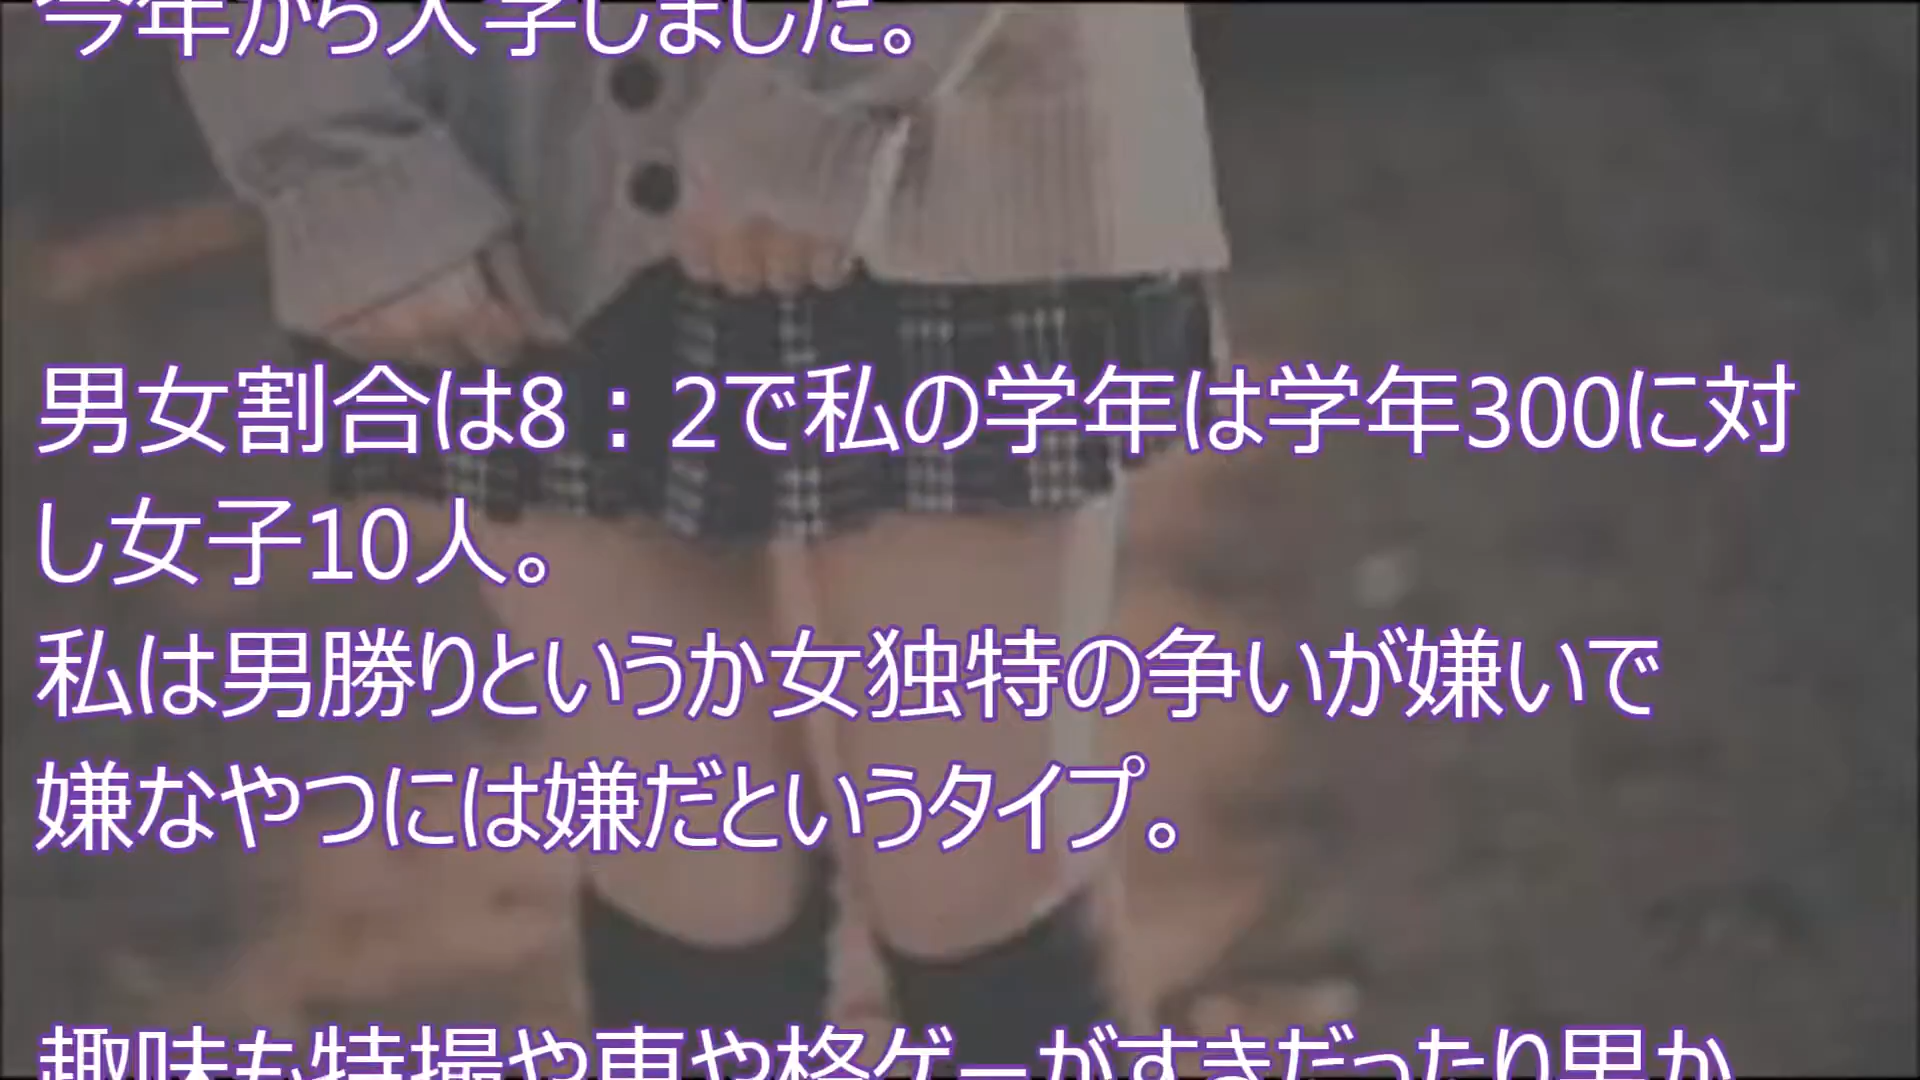 今年から入学しました。
男女割合は8：2で私の学年は学年300に対
し女子10人。
私は男勝りというか女独特の争いが嫌いで
嫌なやつには嫌だというタイプ。
趣味も特撮や車や格ゲーがすきだったり男か